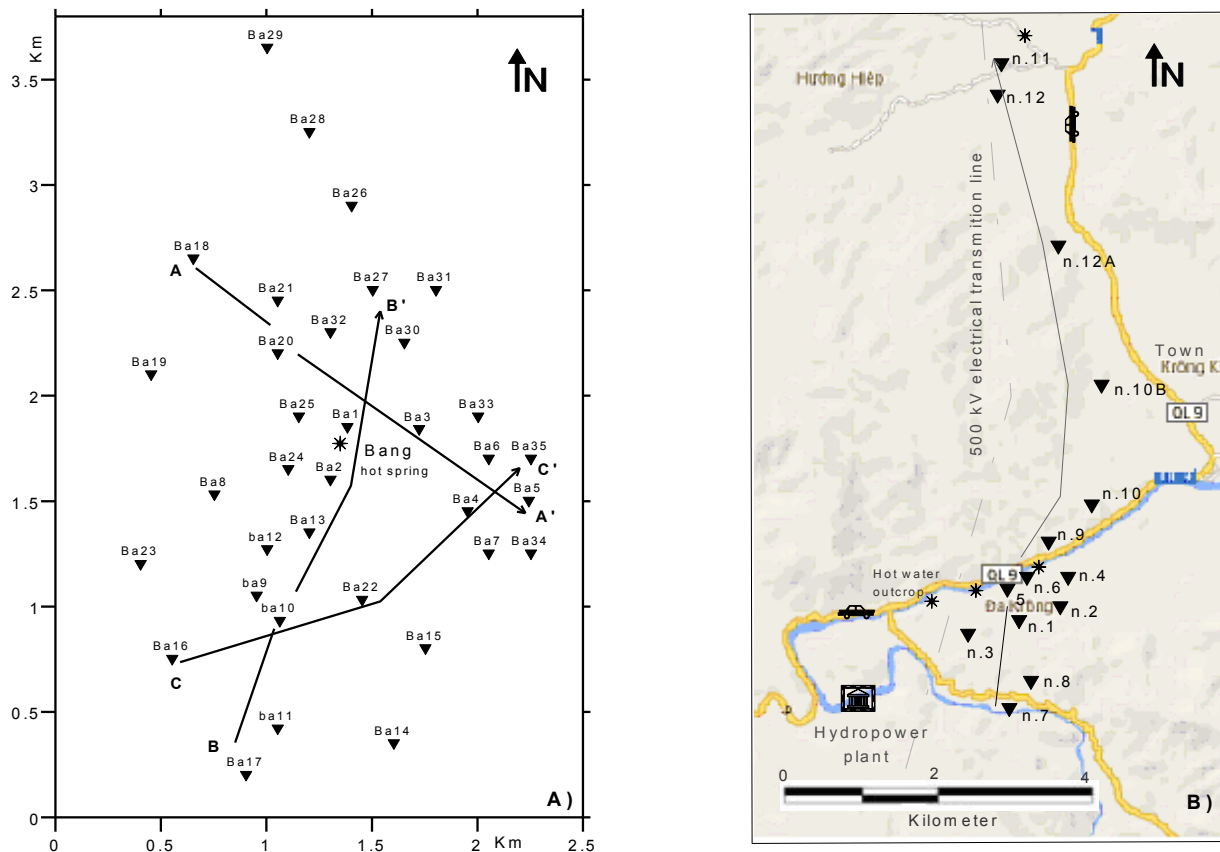 Km
3.5
3
2.5
2
1.5
1
0.5
0
0
0.5
1
1.5
2
2.5
Km
N
A)
Ba29
Ba28
Ba26
Ba18
A
Ba27
Ba31
Ba21
B'
Ba32
Ba30
Ba20
Ba19
Ba25
Ba1
Ba3
Ba33
Bang
hot spring
Ba6
Ba35
Ba24
Ba2
C'
Ba8
Ba4
Ba5
A'
Ba13
ba12
Ba7
Ba34
Ba23
ba9
Ba22
ba10
Ba16
C
Ba15
ba11
B
Ba14
Ba17
N
n.11
Hướng Hiệp
n.12
500 kV electrical transmition line
n.12A
Town
Krông K
n.10B
QL9
n.10
n.9
Hot water
outcrop
QL9
n.6
n.4
5
Đa Krông
n.2
n.1
n.3
n.8
n.7
Hydropower
plant
0
2
4
Kilometer
B)